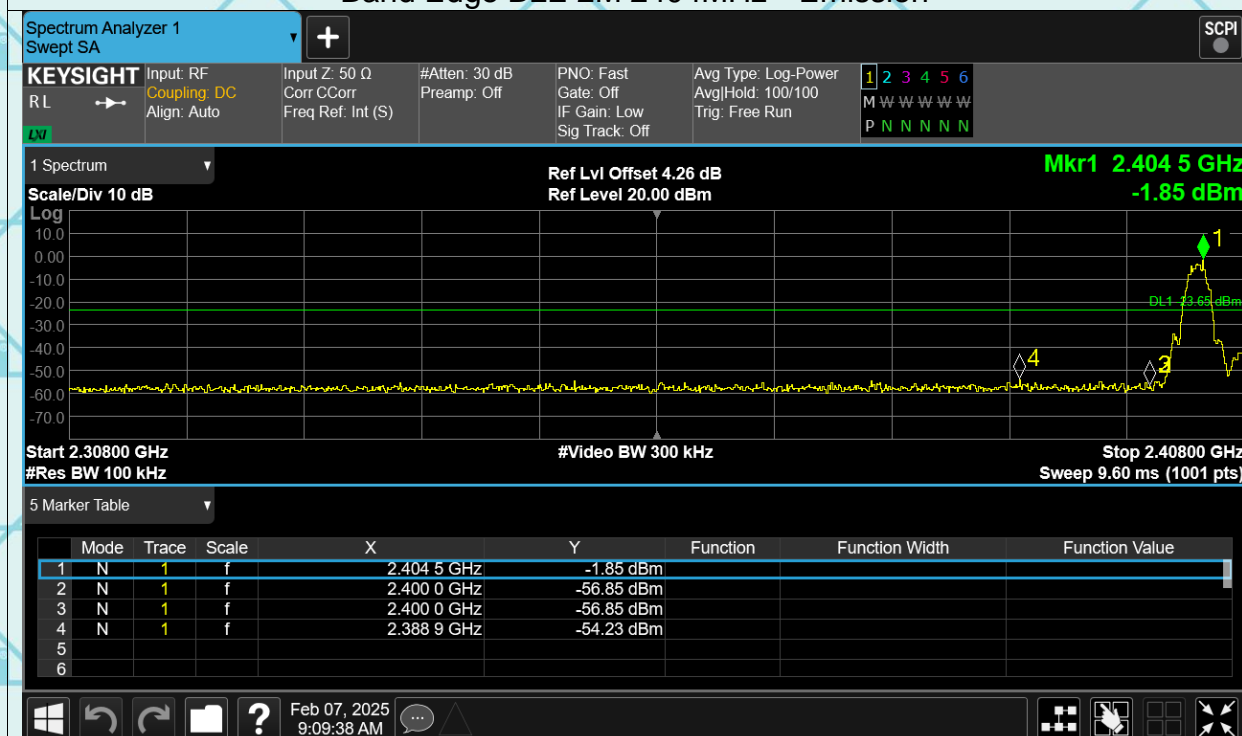 Spectrum Analyzer 1
Swept SA
+
SCPI
KEYSIGHT Input: RF Input Z: 50 Ω #Atten: 30 dB PNO: Fast Avg Type: Log-Power 1 2 3 4 5 6
RL Coupling: DC Corr CCorr Preamp: Off Gate: Off Avg|Hold: 100/100 M W W W W W
Align: Auto Freq Ref: Int (S) IF Gain: Low Trig: Free Run
LXI Sig Track: Off P N N N N N
1 Spectrum Ref Lvl Offset 4.26 dB Mkr1 2.404 5 GHz
Scale/Div 10 dB Ref Level 20.00 dBm -1.85 dBm
Log
10.0 1
0.00
-10.0
-20.0 DL1 -23.65 dBm
-30.0
-40.0
-50.0 4 3
-60.0
-70.0
Start 2.30800 GHz #Video BW 300 kHz Stop 2.40800 GHz
#Res BW 100 kHz Sweep 9.60 ms (1001 pts)
5 Marker Table
Mode Trace Scale X Y Function Function Width Function Value
1 N 1 f 2.404 5 GHz -1.85 dBm
2 N 1 f 2.400 0 GHz -56.85 dBm
3 N 1 f 2.400 0 GHz -56.85 dBm
4 N 1 f 2.388 9 GHz -54.23 dBm
5
6
? Feb 07, 2025
9:09:38 AM